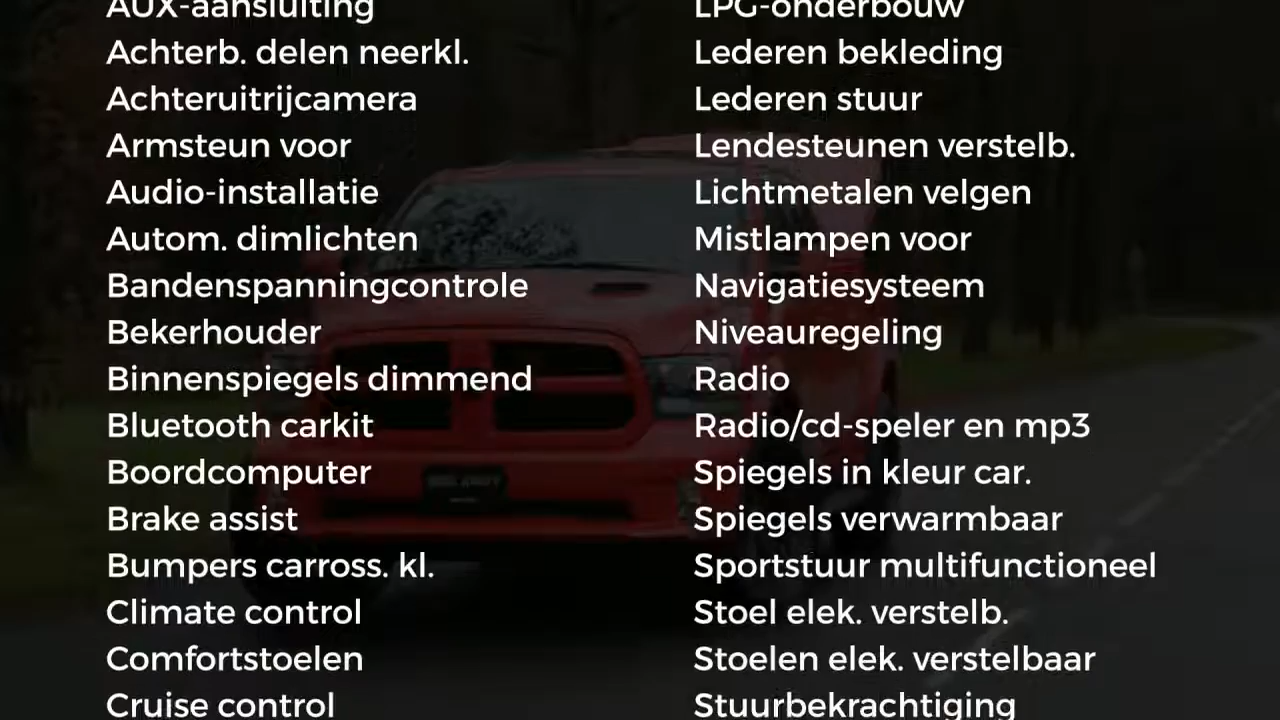 AUX-aansluiting
Achterb. delen neerkl.
Achteruitrijcamera
Armsteun voor
Audio-installatie
Autom. dimlichten
Bandenspanningcontrole
Bekerhouder
Binnenspiegels dimmend
Bluetooth carkit
Boordcomputer
Brake assist
Bumpers carross. kl.
Climate control
Comfortstoelen
Cruise control
LPG-onderbouw
Lederen bekleding
Lederen stuur
Lendesteunen verstelb.
Lichtmetalen velgen
Mistlampen voor
Navigatiesysteem
Niveauregeling
Radio
Radio/cd-speler en mp3
Spiegels in kleur car.
Spiegels verwarmbaar
Sportstuur multifunctioneel
Stoel elek. verstelb.
Stoelen elek. verstelbaar
Stuurbekrachtiging